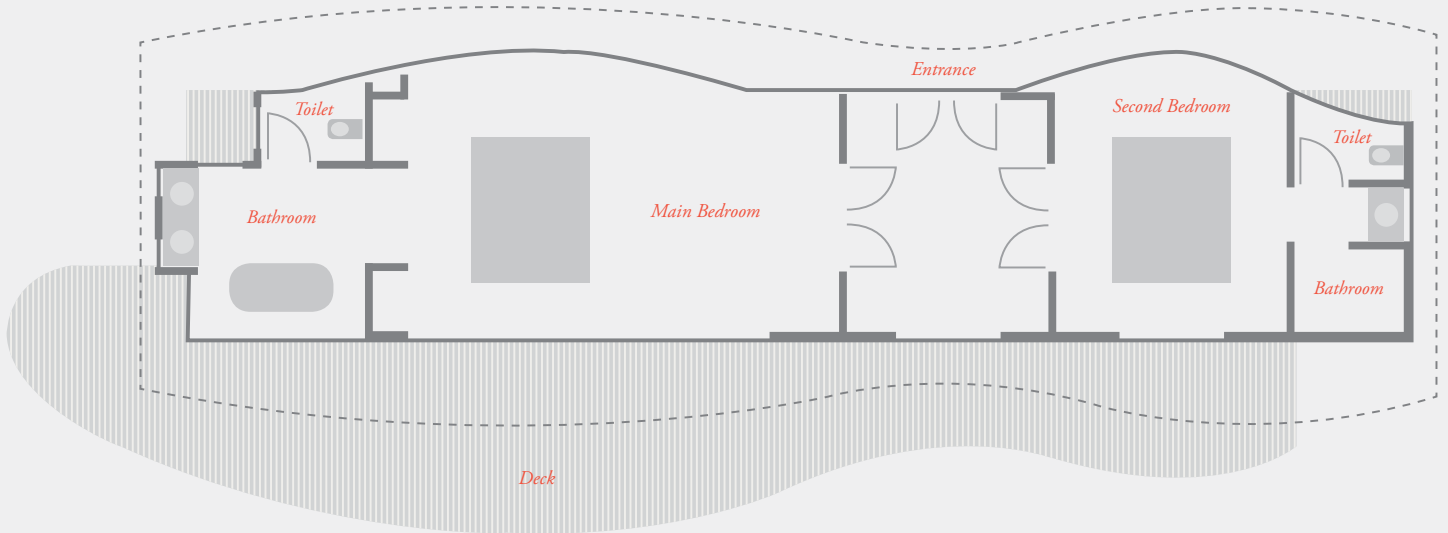 Entrance
Toilet
Second Bedroom
Toilet
Bathroom
Main Bedroom
Bathroom
Deck